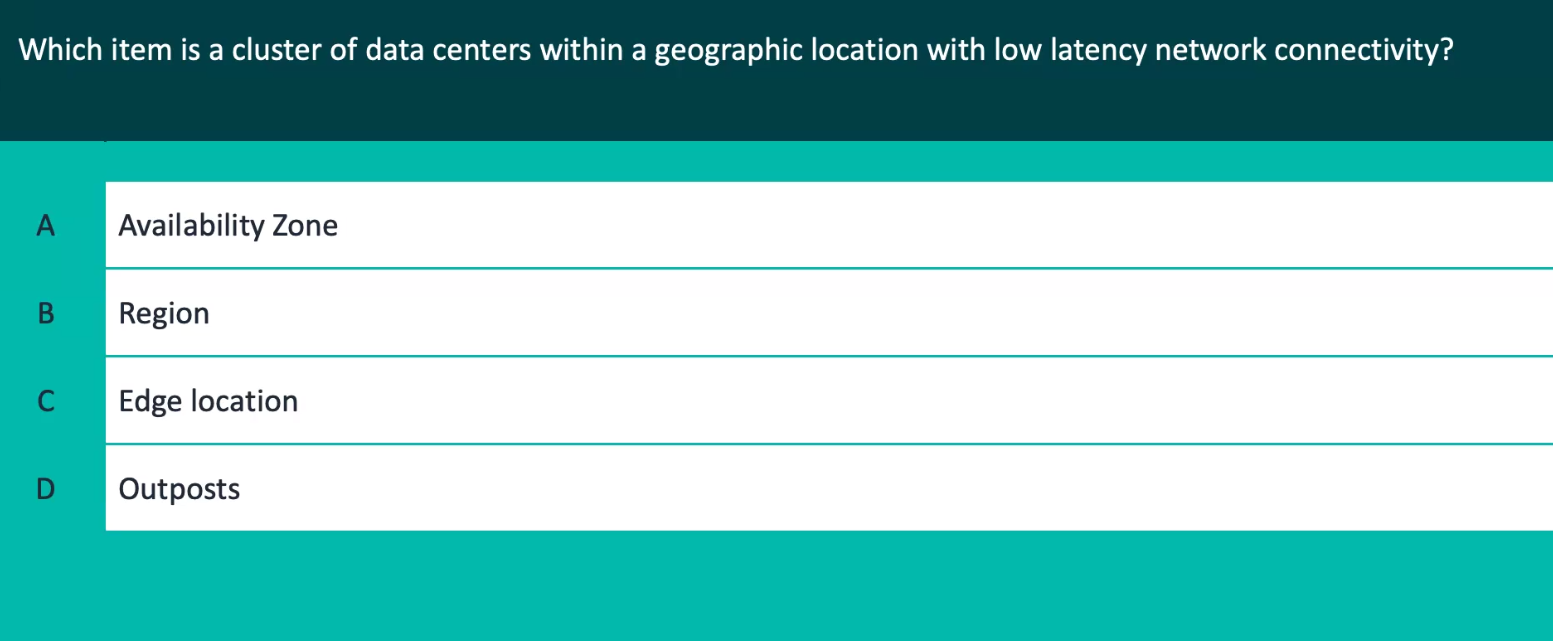 Which item is a cluster of data centers within a geographic location with low latency network connectivity?
A Availability Zone
B Region
C Edge location
D Outposts